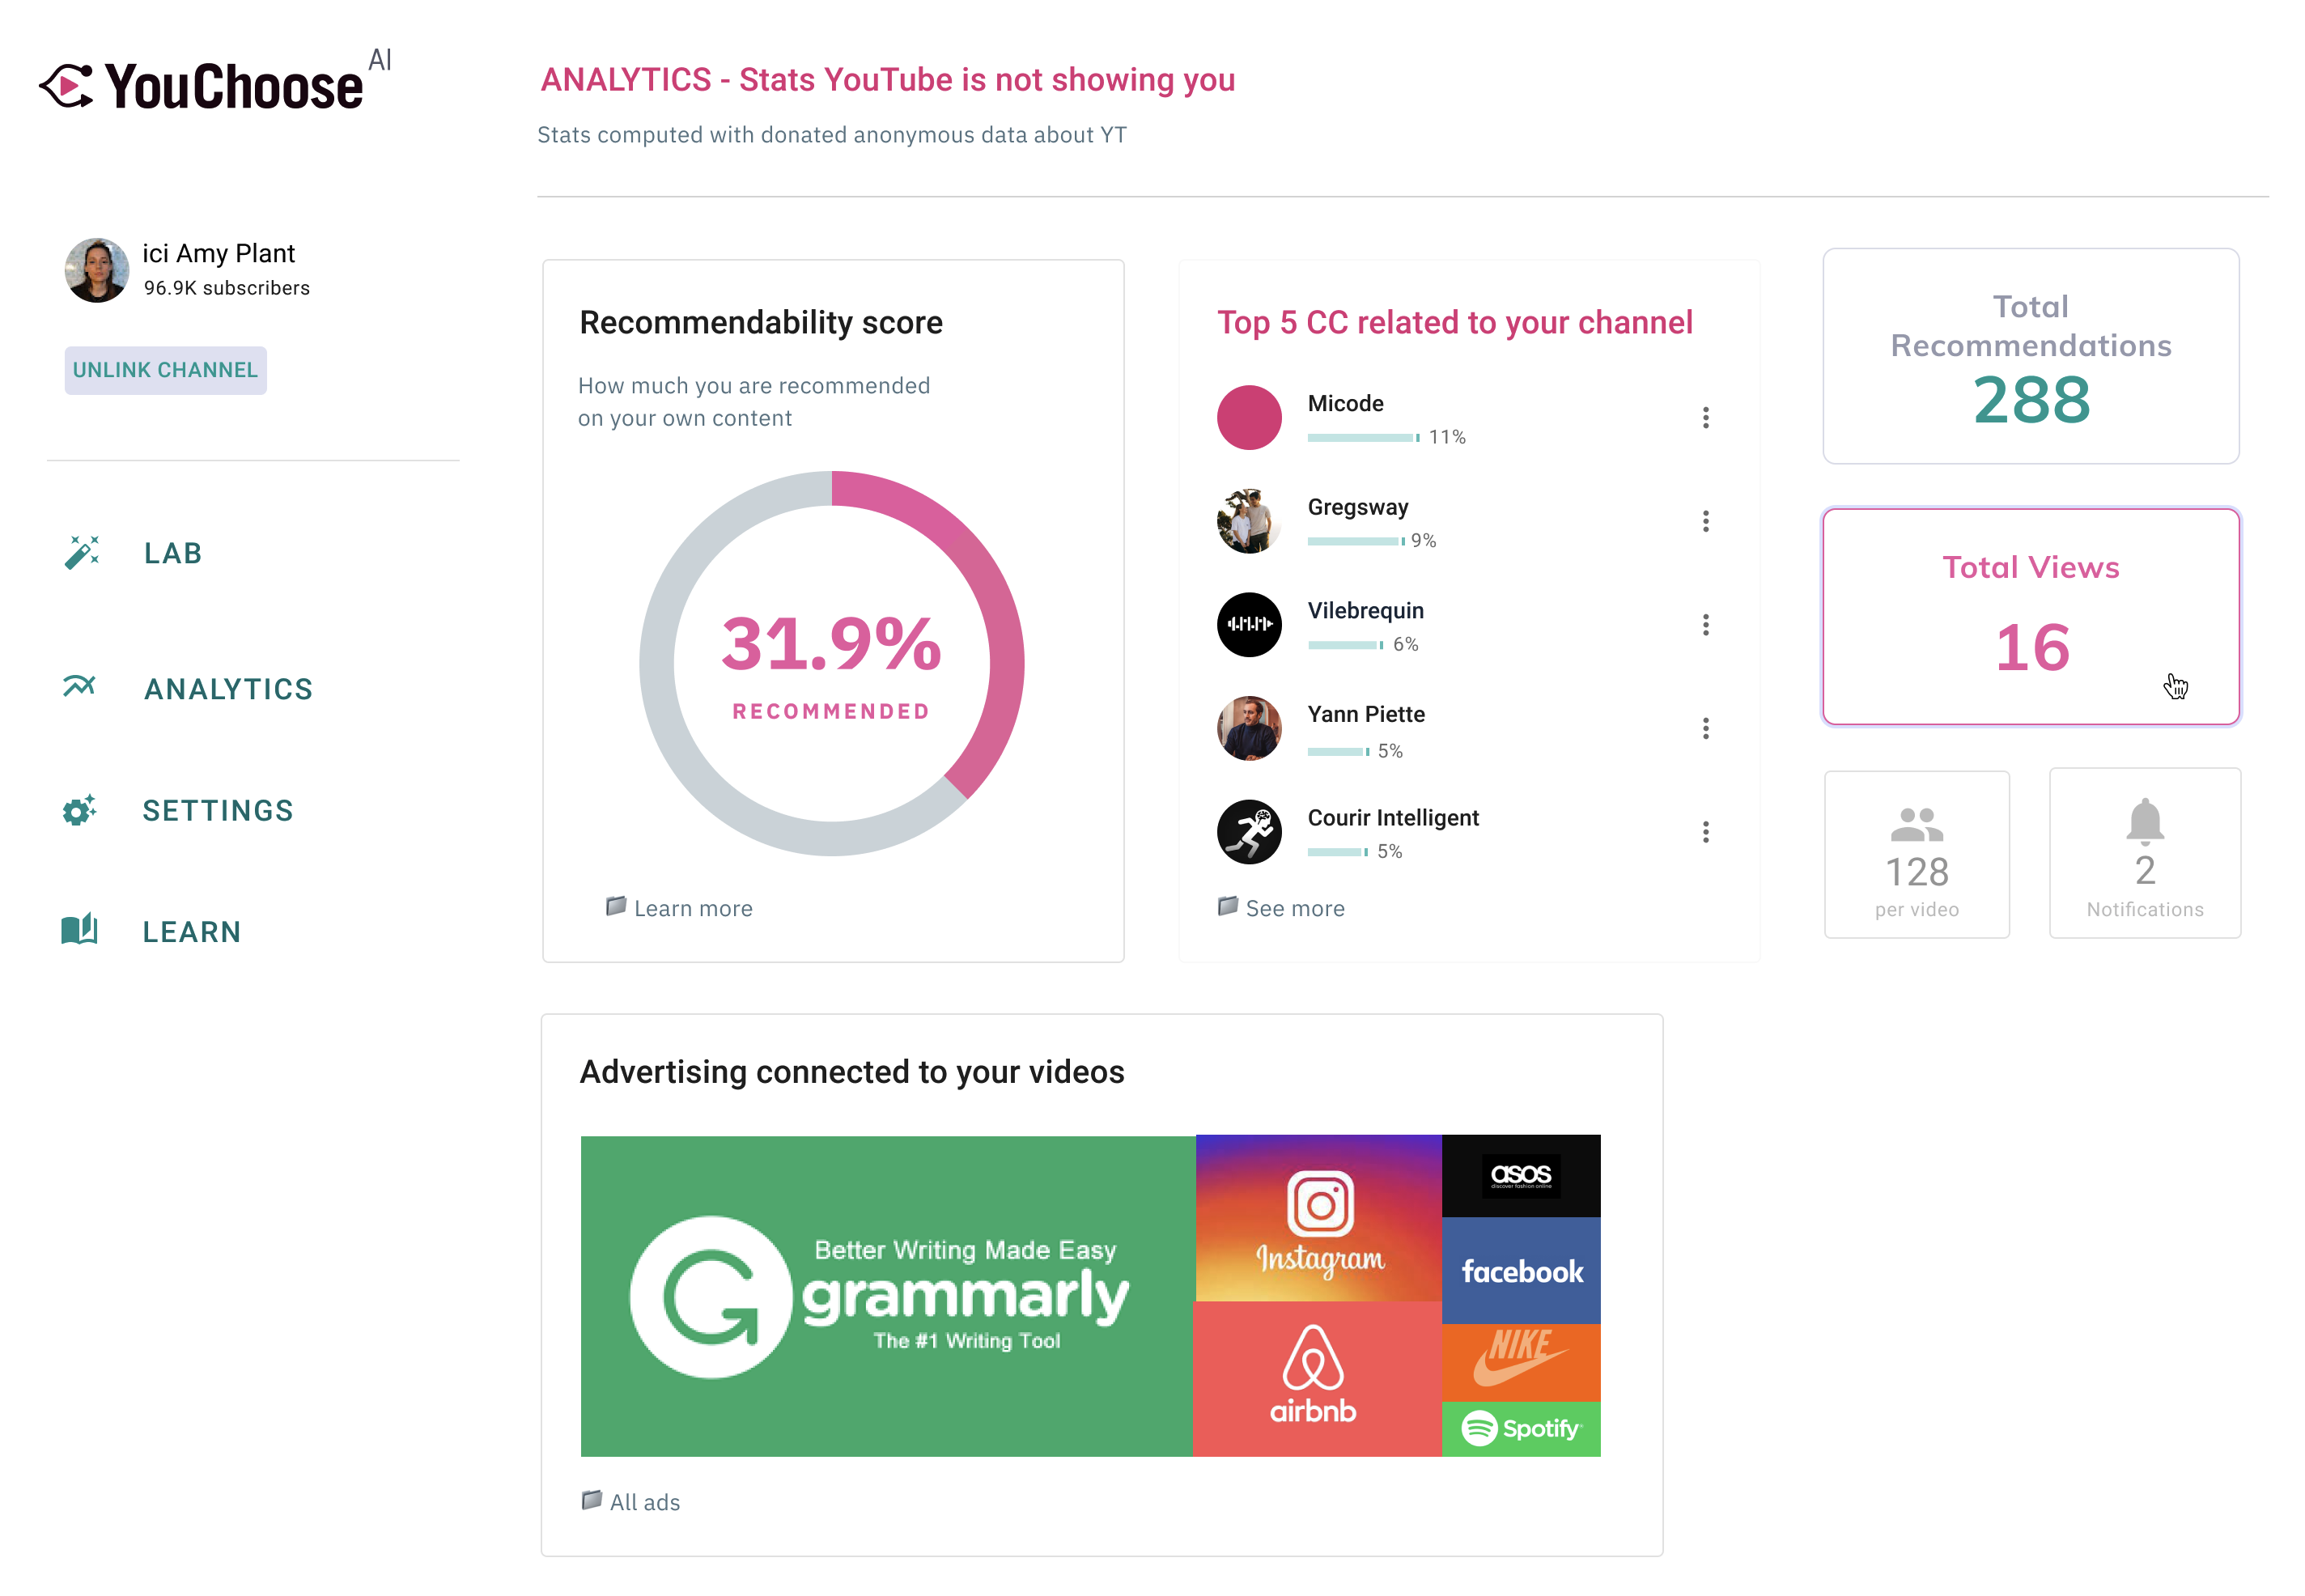 YouChoose AI
ANALYTICS - Stats YouTube is not showing you
Stats computed with donated anonymous data about YT
ici Amy Plant
96.9K subscribers
UNLINK CHANNEL
LAB
ANALYTICS
SETTINGS
LEARN
Recommendability score
How much you are recommended
on your own content
31.9%
RECOMMENDED
Learn more
Top 5 CC related to your channel
Micode
11%
Gregsway
9%
Vilebrequin
6%
Yann Piette
5%
Courir Intelligent
5%
See more
Total
Recommendations
288
Total Views
16
128
per video
2
Notifications
Advertising connected to your videos
Better Writing Made Easy
grammarly
The #1 Writing Tool
Instagram
airbnb
asos
discover fashion online
facebook
NIKE
Spotify
All ads